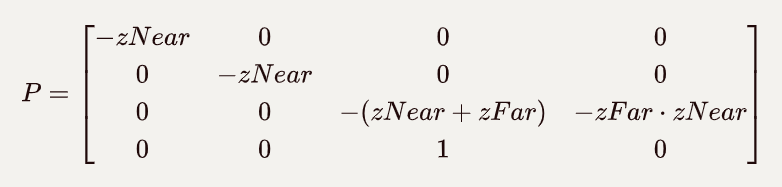 −zNear 0 0 0
0 −zNear 0 0
P = 0 0 −(zNear + zFar) −zFar · zNear
0 0 1 0